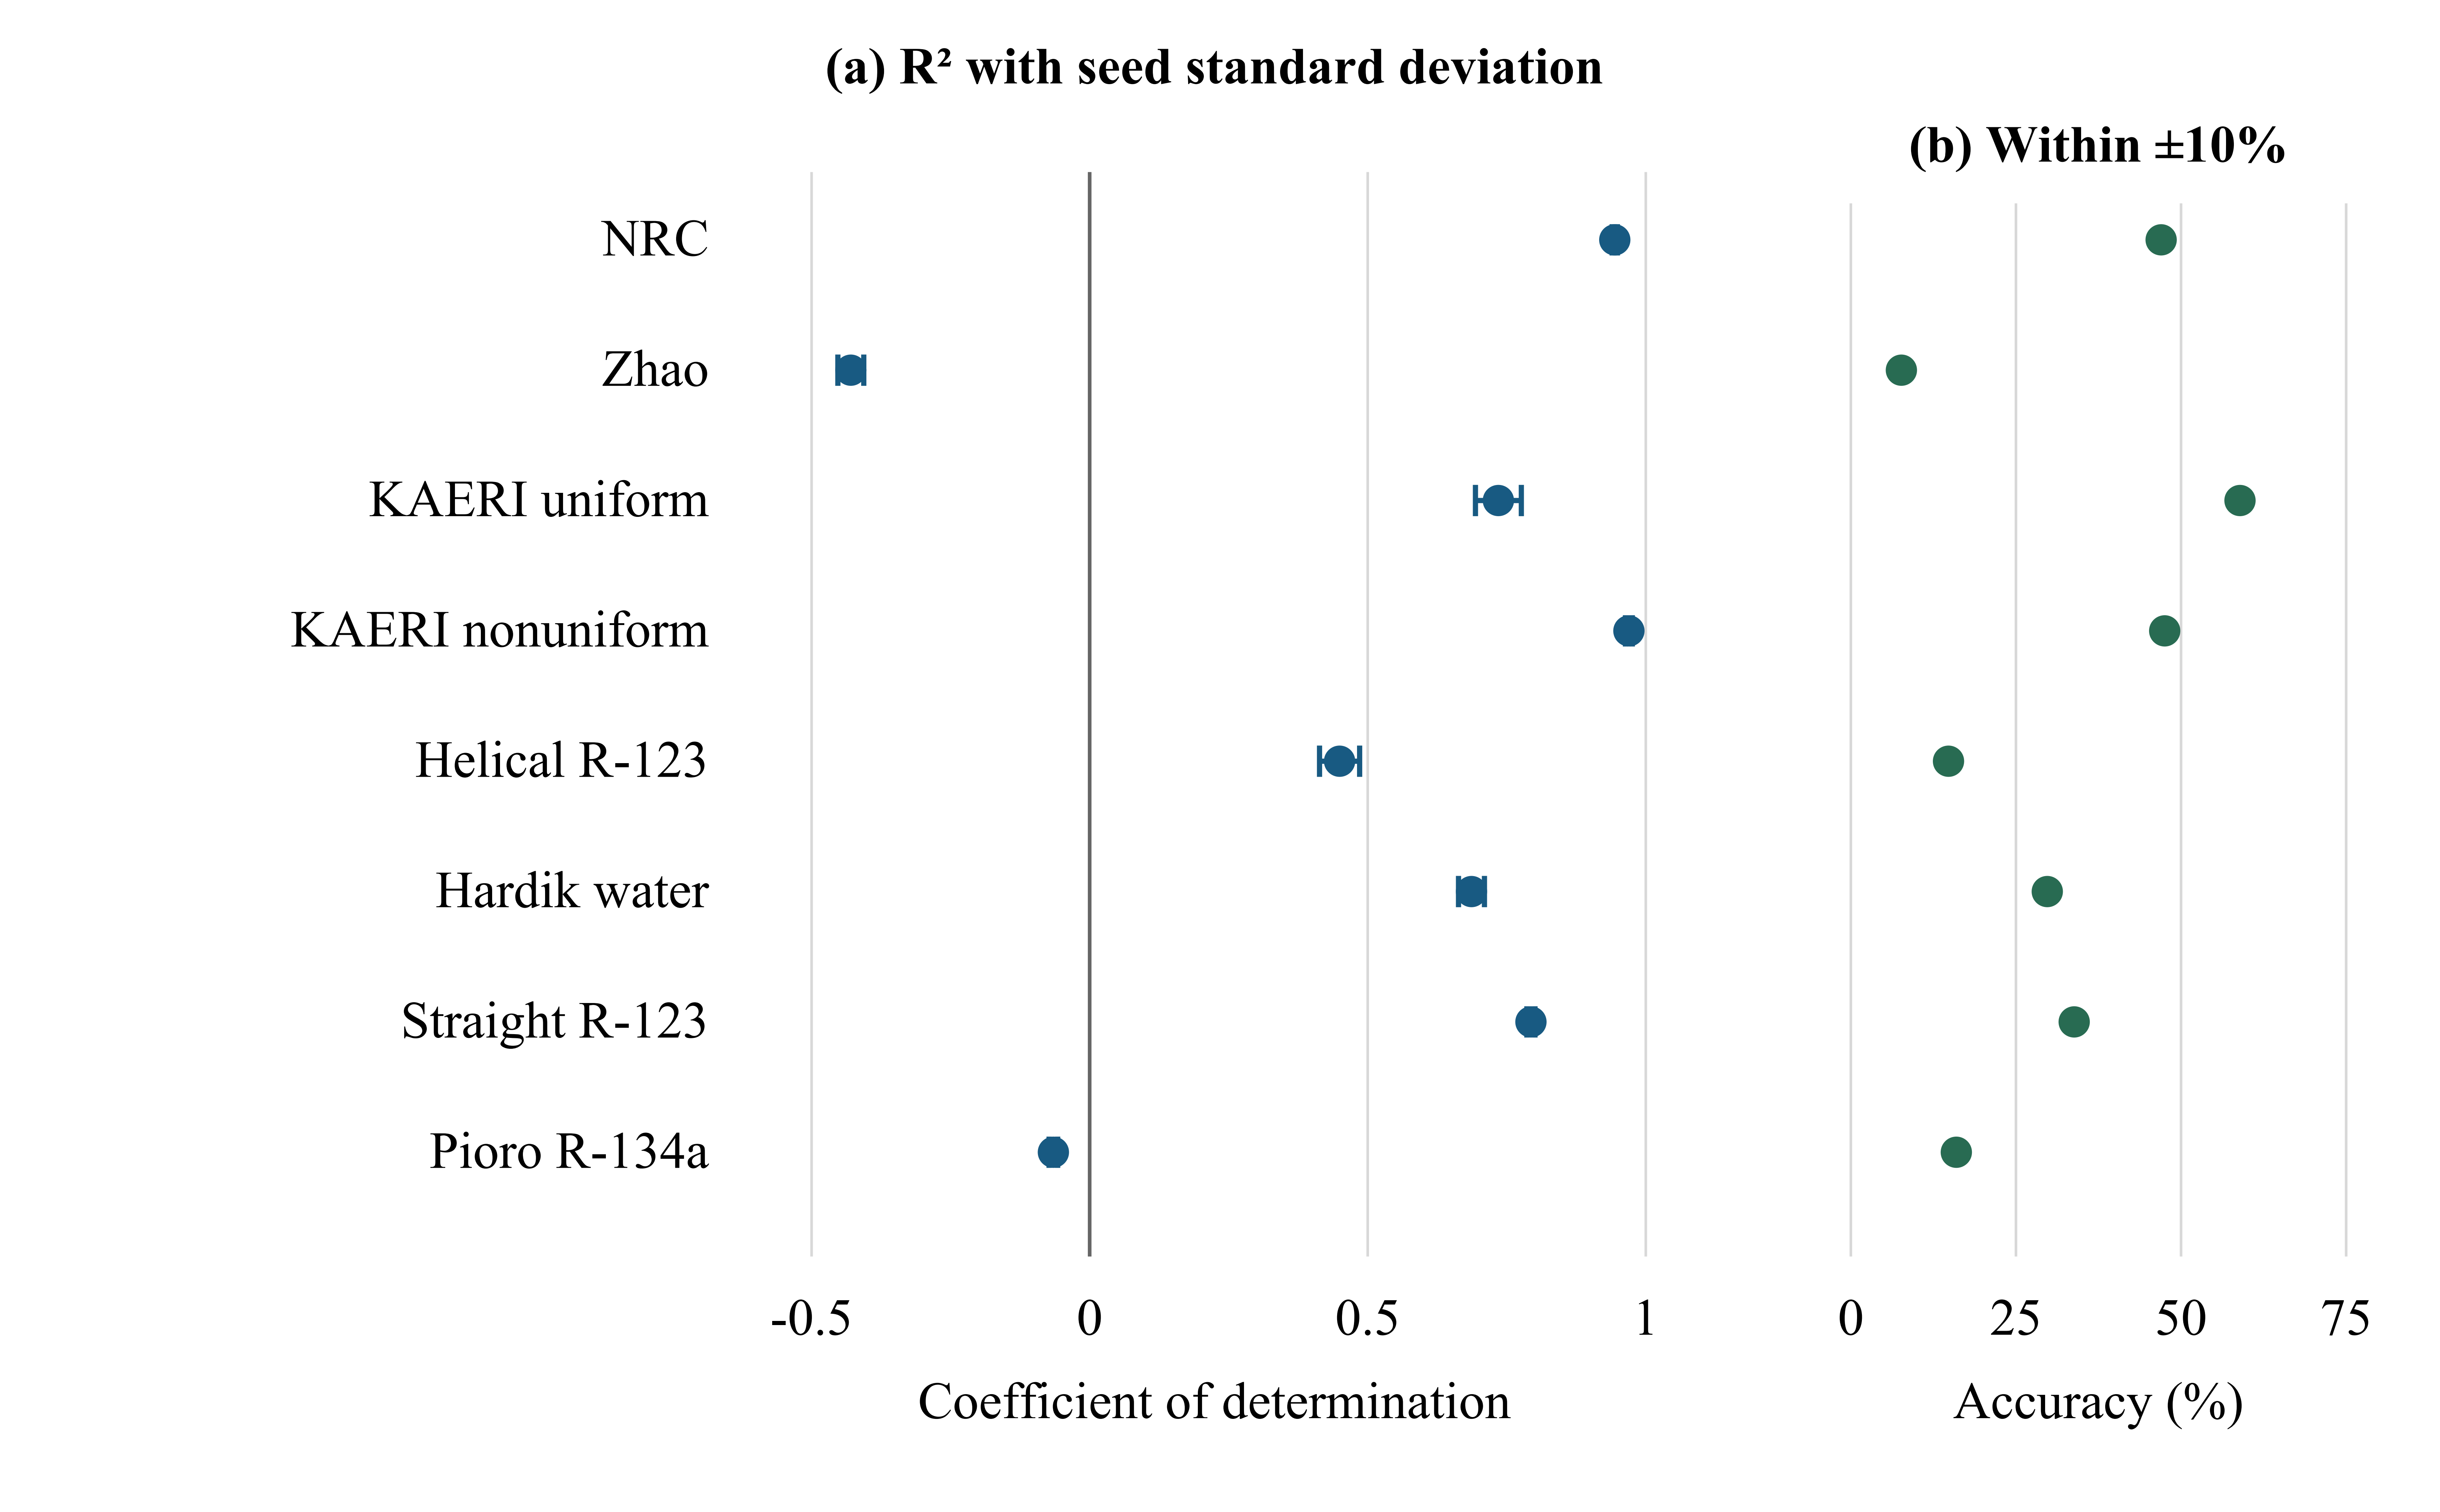 (a) R² with seed standard deviation
(b) Within ±10%
NRC
Zhao
KAERI uniform
KAERI nonuniform
Helical R-123
Hardik water
Straight R-123
Pioro R-134a
-0.5 0 0.5 1 0 25 50 75
Coefficient of determination
Accuracy (%)